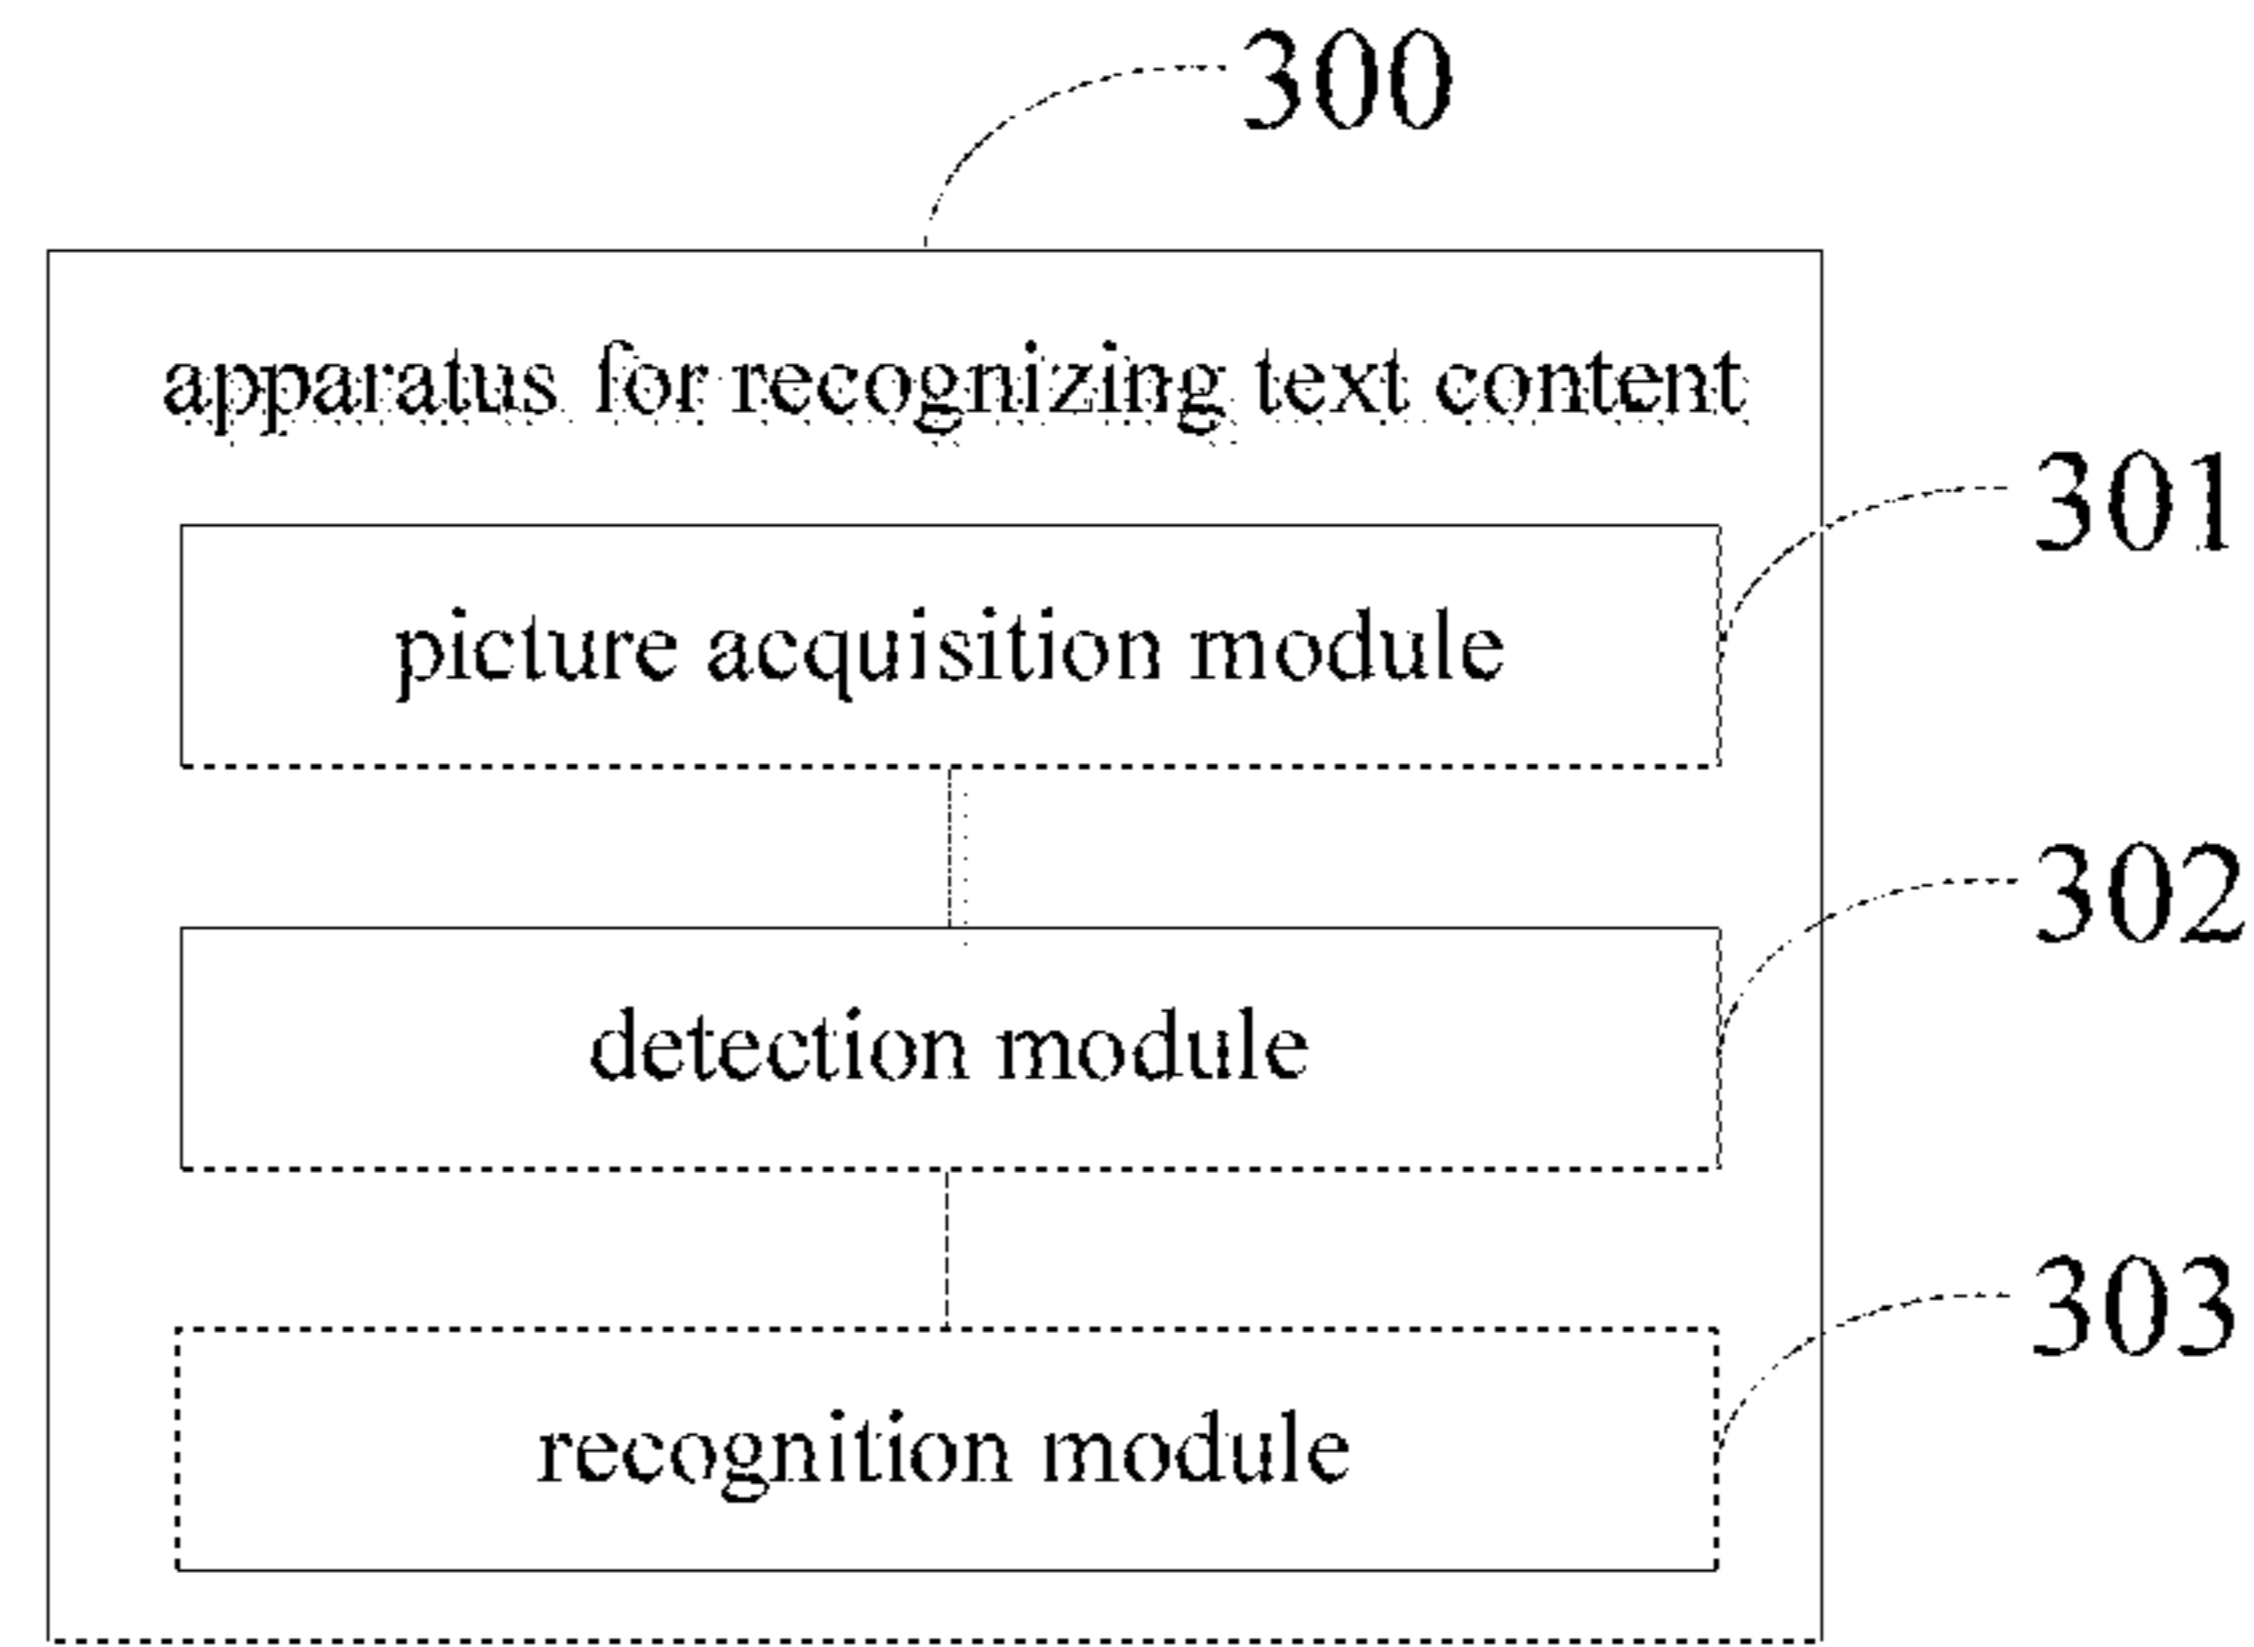 300
apparatus for recognizing text content
301
picture acquisition module
302
detection module
303
recognition module